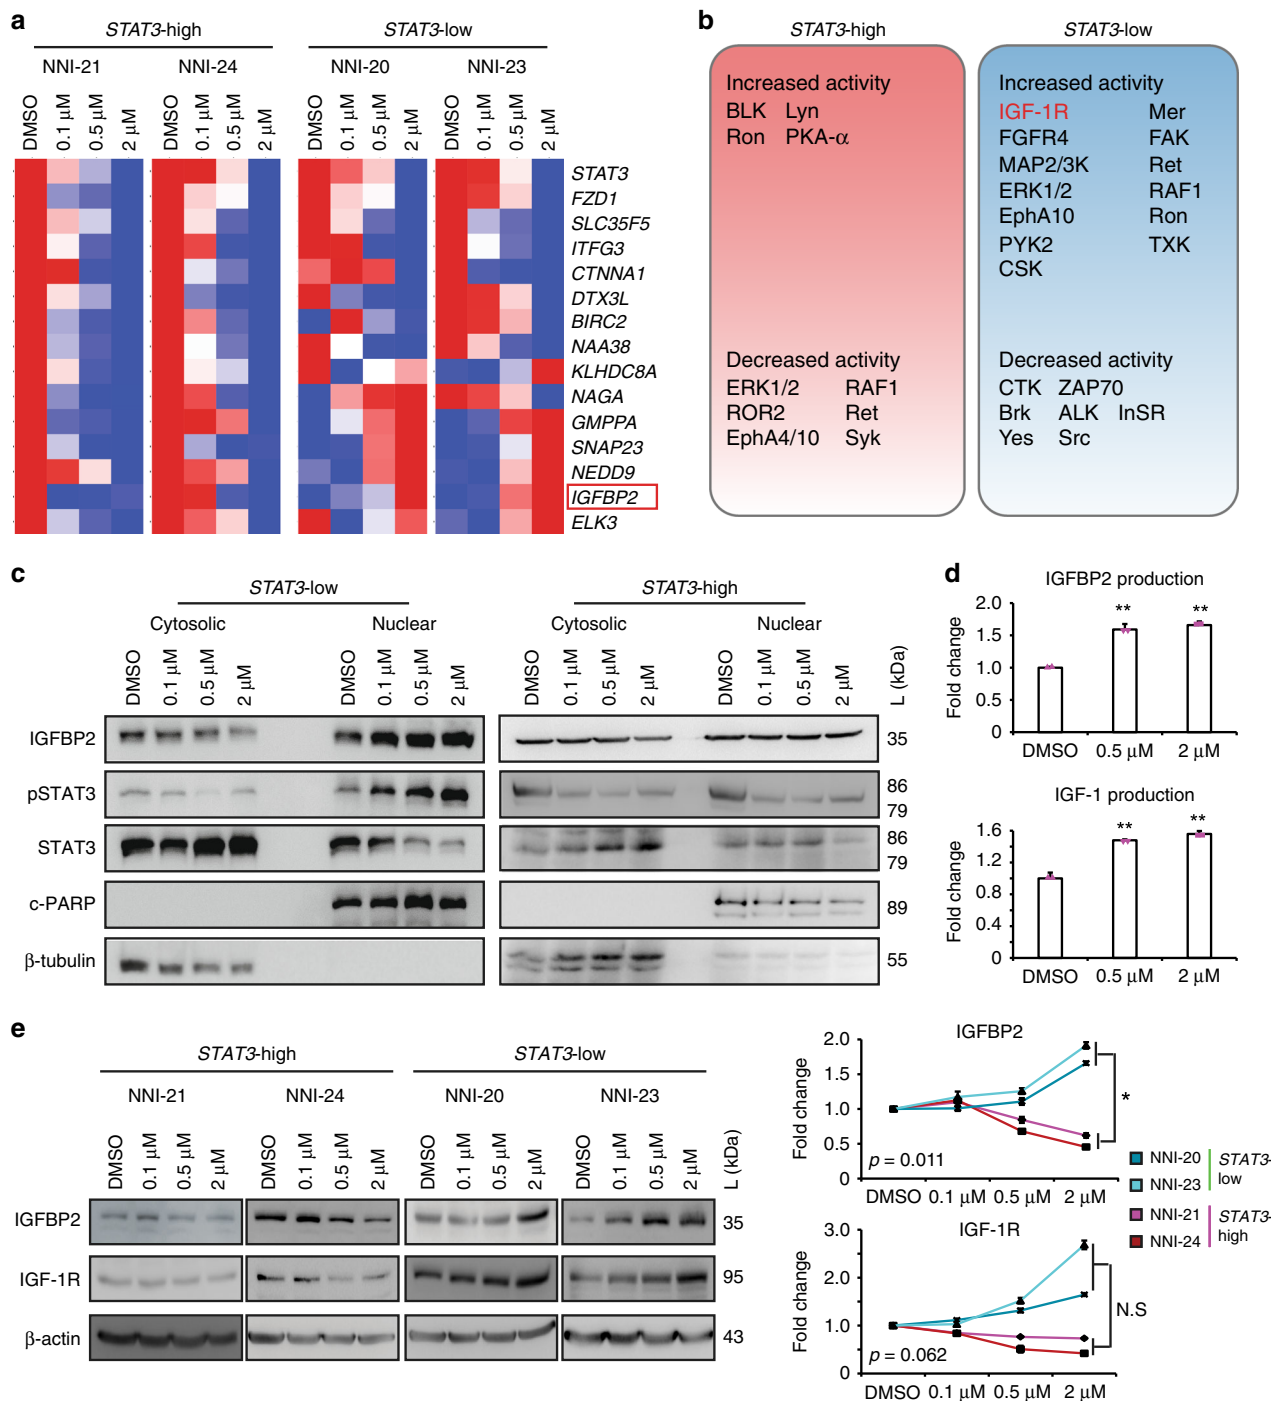 a
STAT3-high STAT3-low
NNI-21 NNI-24 NNI-20 NNI-23
DMSO 0.1 µM 0.5 µM 2 µM DMSO 0.1 µM 0.5 µM 2 µM DMSO 0.1 µM 0.5 µM 2 µM DMSO 0.1 µM 0.5 µM 2 µM
STAT3
FZD1
SLC35F5
ITFG3
CTNNA1
DTX3L
BIRC2
NAA38
KLHDC8A
NAGA
GMPPA
SNAP23
NEDD9
IGFBP2
ELK3
b
STAT3-high STAT3-low
Increased activity
BLK Lyn
Ron PKA-α
Decreased activity
ERK1/2 RAF1
ROR2 Ret
EphA4/10 Syk
Increased activity
IGF-1R Mer
FGFR4 FAK
MAP2/3K Ret
ERK1/2 RAF1
EphA10 Ron
PYK2 TXK
CSK
Decreased activity
CTK ZAP70
Brk ALK InSR
Yes Src
c
STAT3-low STAT3-high
Cytosolic Nuclear Cytosolic Nuclear
DMSO 0.1 µM 0.5 µM 2 µM DMSO 0.1 µM 0.5 µM 2 µM DMSO 0.1 µM 0.5 µM 2 µM DMSO 0.1 µM 0.5 µM 2 µM L (kDa)
IGFBP2 35
pSTAT3 86
79
STAT3 86
79
c-PARP 89
β-tubulin 55
d
IGFBP2 production
Fold change
2.0
1.5
1.0
0.5
0
** **
DMSO 0.5 µM 2 µM
IGF-1 production
Fold change
1.6
1.2
0.8
0.4
0
** **
DMSO 0.5 µM 2 µM
e
STAT3-high STAT3-low
NNI-21 NNI-24 NNI-20 NNI-23
DMSO 0.1 µM 0.5 µM 2 µM DMSO 0.1 µM 0.5 µM 2 µM DMSO 0.1 µM 0.5 µM 2 µM DMSO 0.1 µM 0.5 µM 2 µM L (kDa)
IGFBP2 35
IGF-1R 95
β-actin 43
IGFBP2
Fold change
2.0
1.5
1.0
0.5
0
*
p = 0.011
DMSO 0.1 µM 0.5 µM 2 µM
NNI-20
NNI-23
STAT3-
low
NNI-21
NNI-24
STAT3-
high
IGF-1R
Fold change
3.0
2.0
1.0
0
N.S
p = 0.062
DMSO 0.1 µM 0.5 µM 2 µM